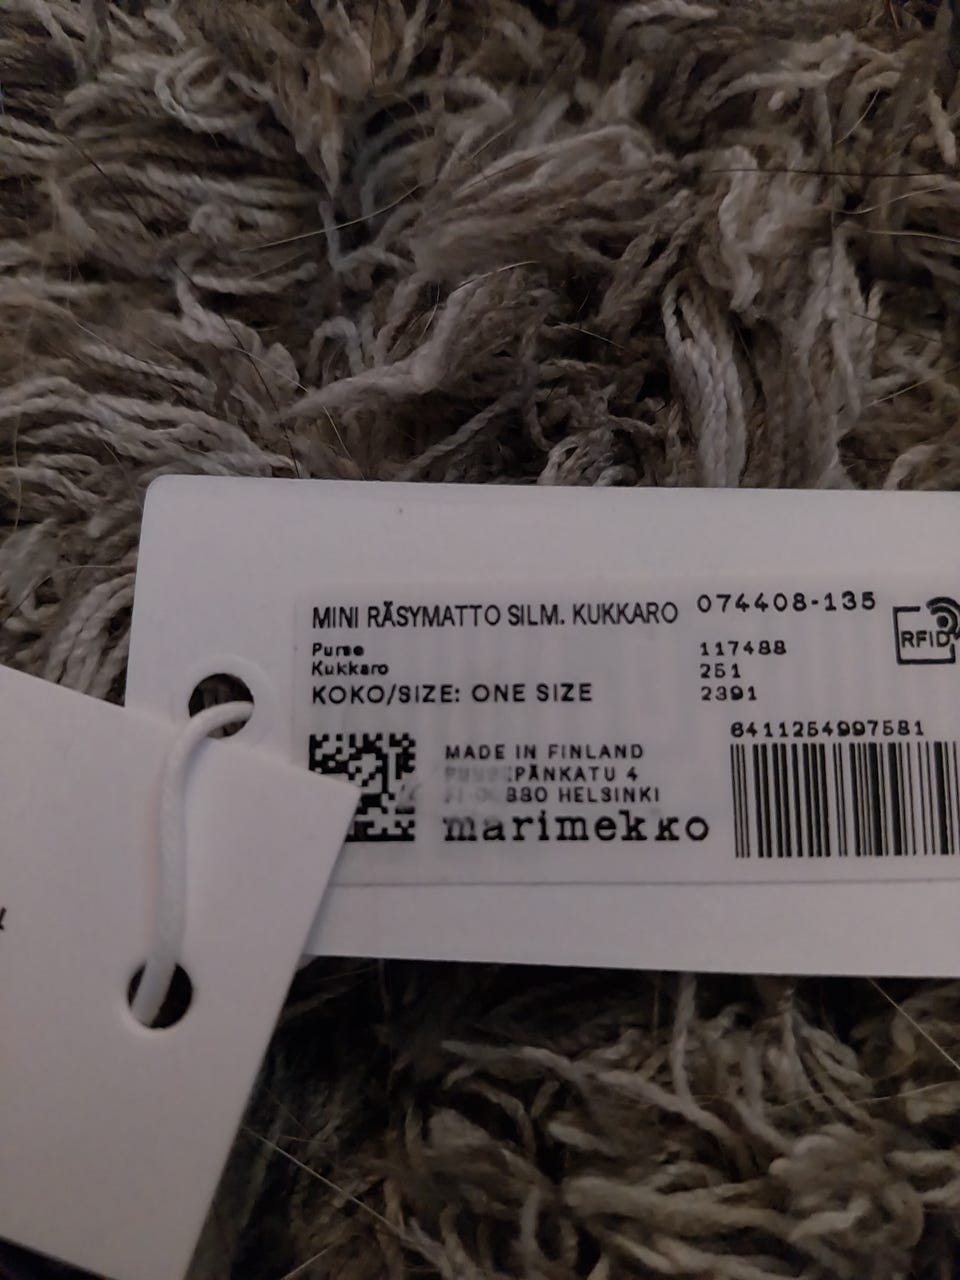 MINI RÄSYMATTO SILM. KUKKARO 074408-135
Purse 117488
Kukkaro 251
KOKO/SIZE: ONE SIZE 2391
RFID
6411254997581
MADE IN FINLAND
4
HELSINKI
marimekko